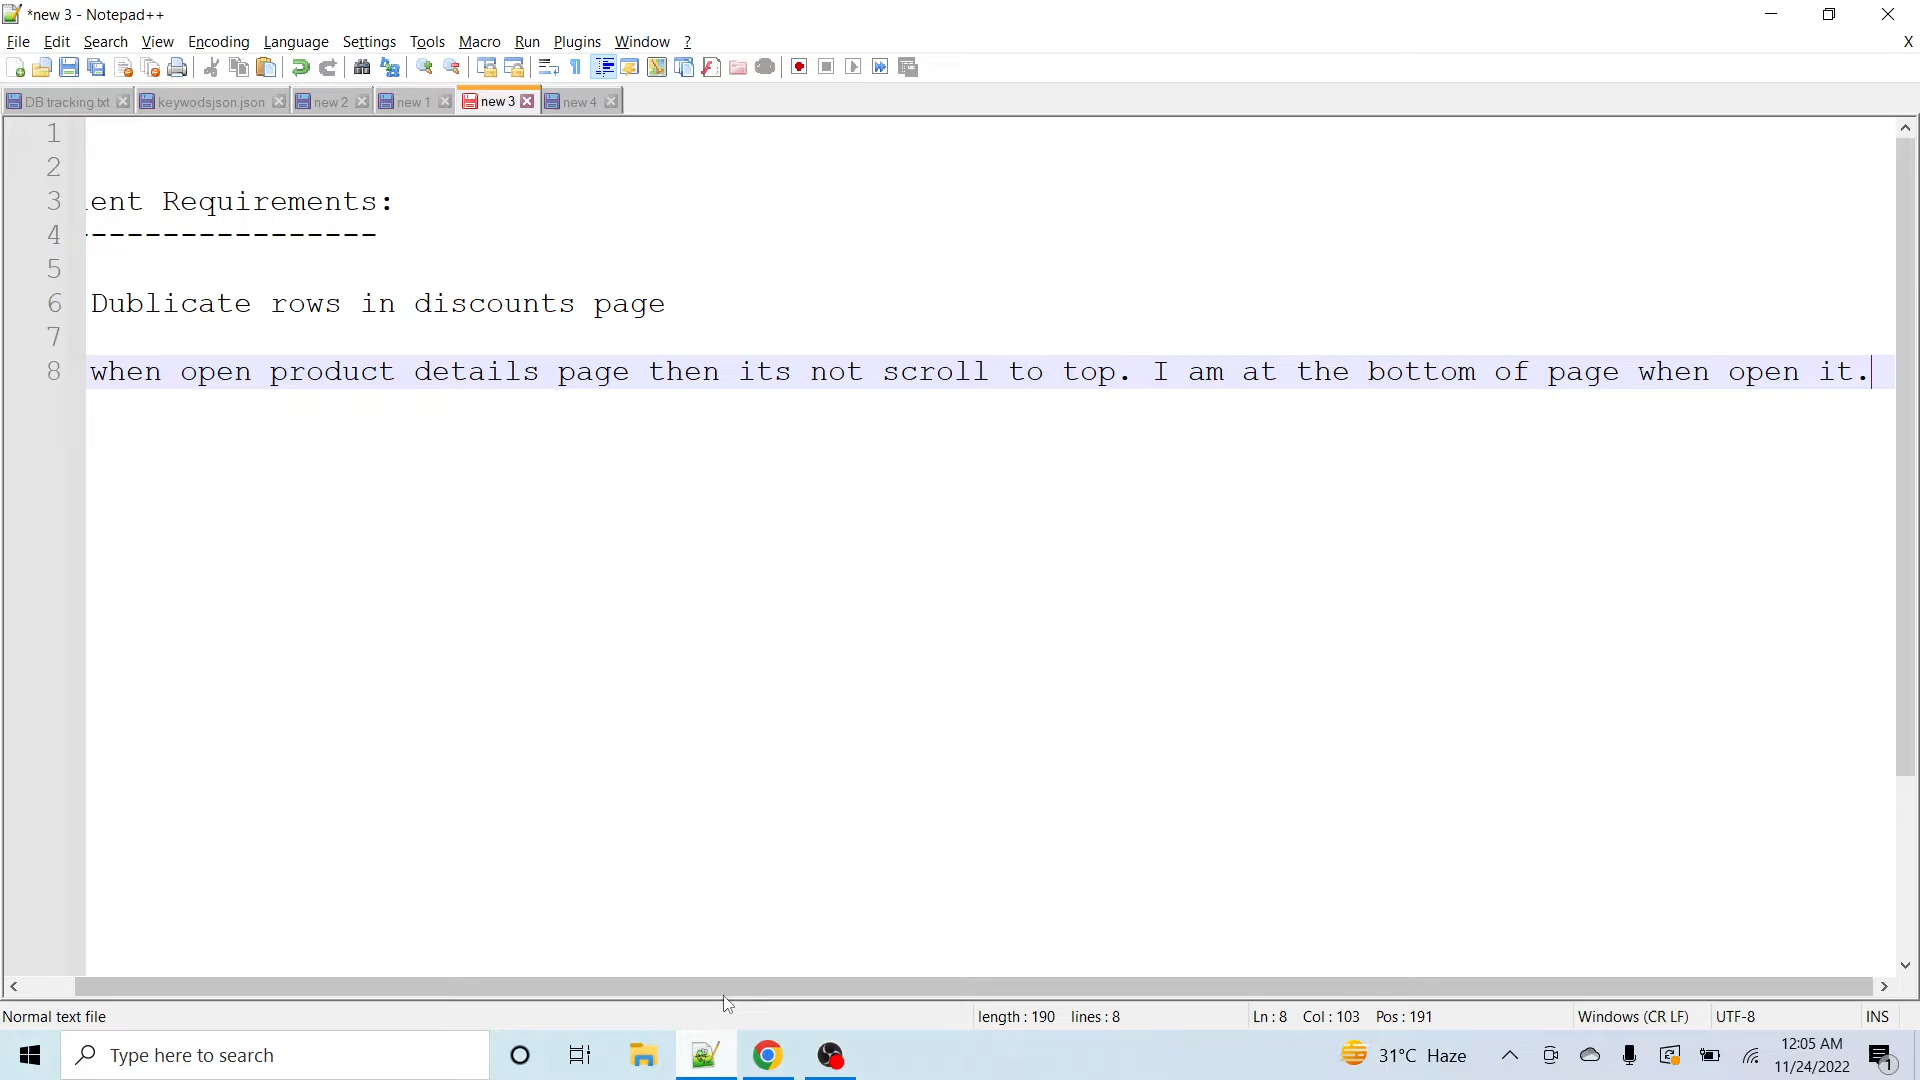 *new 3 - Notepad++
File Edit Search View Encoding Language Settings Tools Macro Run Plugins Window ? X
DB tracking.txt keywodsjson.json new 2 new 1 new 3 new 4
1
2
3 ent Requirements:
4 ----------------
5
6 Dublicate rows in discounts page
7
8 when open product details page then its not scroll to top. I am at the bottom of page when open it.
Normal text file length : 190 lines : 8 Ln : 8 Col : 103 Pos : 191 Windows (CR LF) UTF-8 INS
Type here to search 31°C Haze 12:05 AM
11/24/2022 1